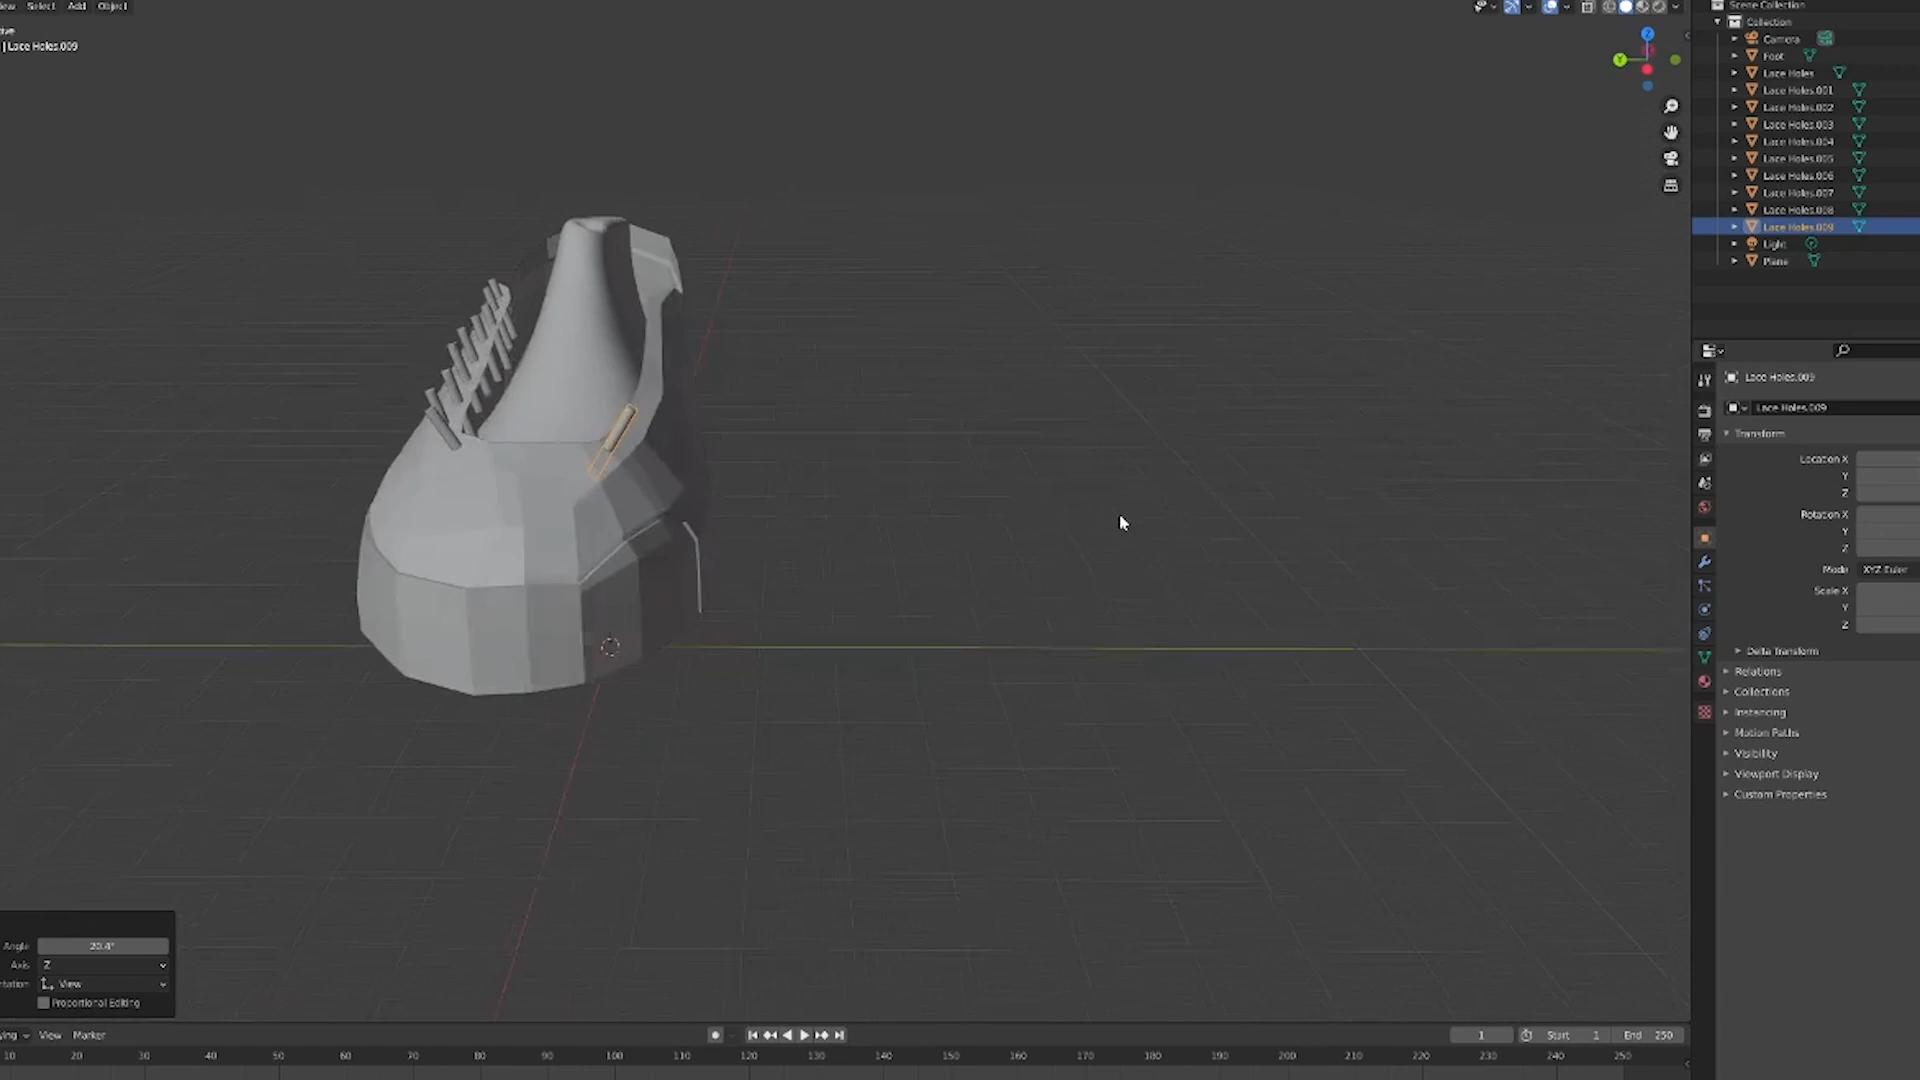 Select Add Object
| Lace Holes.009
Scene Collection
Collection
Camera
Foot
Lace Holes
Lace Holes.001
Lace Holes.002
Lace Holes.003
Lace Holes.004
Lace Holes.005
Lace Holes.006
Lace Holes.007
Lace Holes.008
Lace Holes.009
Light
Plane
Lace Holes.009
Lace Holes.009
Transform
Location X
Y
Z
Rotation X
Y
Z
Mode XYZ Euler
Scale X
Y
Z
Delta Transform
Relations
Collections
Instancing
Motion Paths
Visibility
Viewport Display
Custom Properties
Angle 20.4°
Axis Z
View
Proportional Editing
View Marker
1 Start 1 End 250
10 20 30 40 50 60 70 80 90 100 110 120 130 140 150 160 170 180 190 200 210 220 230 240 250